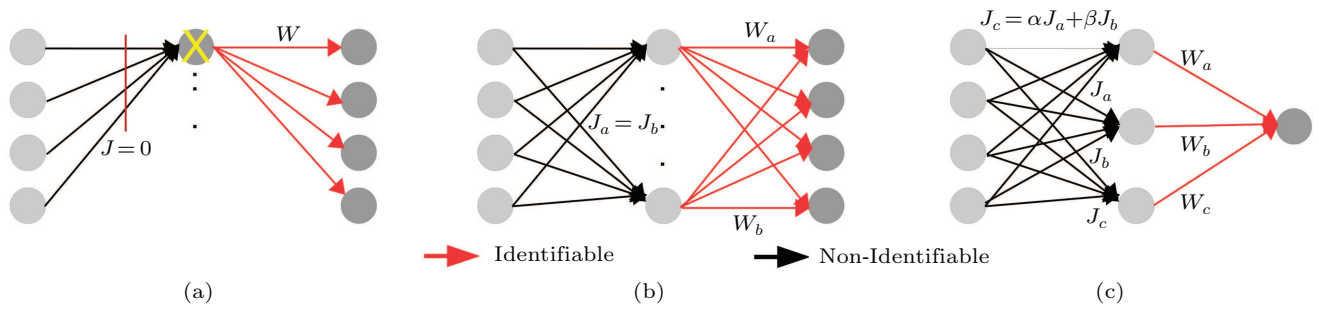 W
J = 0
W_a
J_a = J_b
W_b
J_c = αJ_a+βJ_b
W_a
J_a
W_b
J_b
W_c
J_c
Identifiable
Non-Identifiable
(a)
(b)
(c)